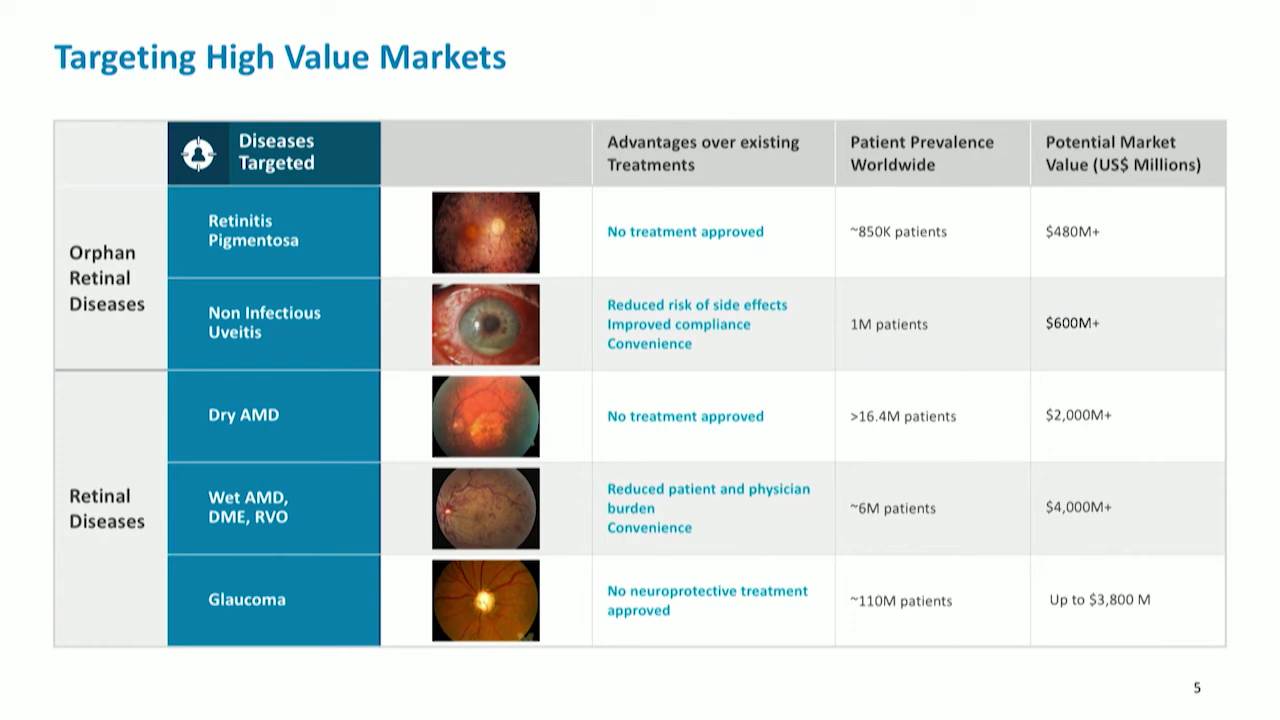 Targeting High Value Markets
Diseases
Targeted
Advantages over existing
Treatments
Patient Prevalence
Worldwide
Potential Market
Value (US$ Millions)
Orphan
Retinal
Diseases
Retinitis
Pigmentosa
No treatment approved
~850K patients
$480M+
Non Infectious
Uveitis
Reduced risk of side effects
Improved compliance
Convenience
1M patients
$600M+
Retinal
Diseases
Dry AMD
No treatment approved
>16.4M patients
$2,000M+
Wet AMD,
DME, RVO
Reduced patient and physician
burden
Convenience
~6M patients
$4,000M+
Glaucoma
No neuroprotective treatment
approved
~110M patients
Up to $3,800 M
5